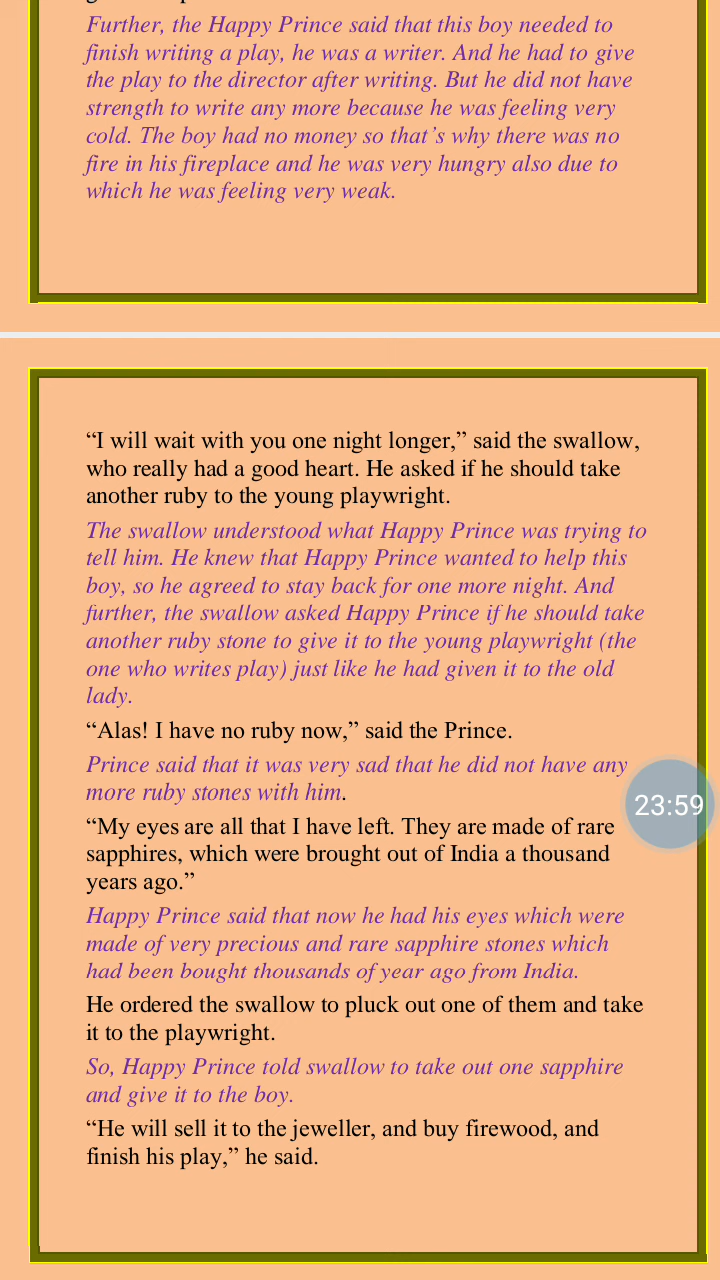 Further, the Happy Prince said that this boy needed to
finish writing a play, he was a writer. And he had to give
the play to the director after writing. But he did not have
strength to write any more because he was feeling very
cold. The boy had no money so that’s why there was no
fire in his fireplace and he was very hungry also due to
which he was feeling very weak.
“I will wait with you one night longer,” said the swallow,
who really had a good heart. He asked if he should take
another ruby to the young playwright.
The swallow understood what Happy Prince was trying to
tell him. He knew that Happy Prince wanted to help this
boy, so he agreed to stay back for one more night. And
further, the swallow asked Happy Prince if he should take
another ruby stone to give it to the young playwright (the
one who writes play) just like he had given it to the old
lady.
“Alas! I have no ruby now,” said the Prince.
Prince said that it was very sad that he did not have any
more ruby stones with him.
23:59
“My eyes are all that I have left. They are made of rare
sapphires, which were brought out of India a thousand
years ago.”
Happy Prince said that now he had his eyes which were
made of very precious and rare sapphire stones which
had been bought thousands of year ago from India.
He ordered the swallow to pluck out one of them and take
it to the playwright.
So, Happy Prince told swallow to take out one sapphire
and give it to the boy.
“He will sell it to the jeweller, and buy firewood, and
finish his play,” he said.